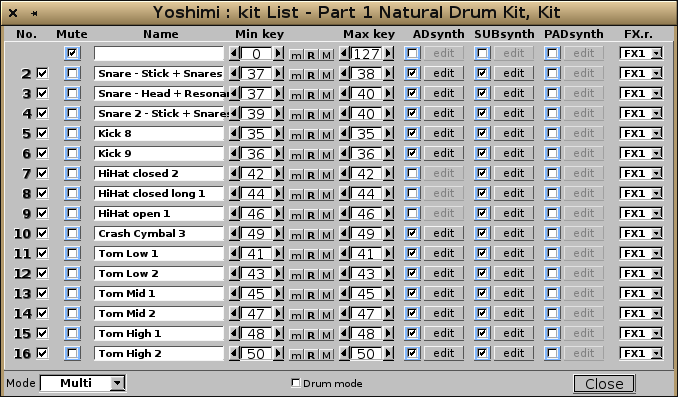 Yoshimi : kit List - Part 1 Natural Drum Kit, Kit
No. Mute Name Min key Max key ADsynth SUBsynth PADsynth FX.r.
0 m R M 127 edit edit edit FX1
2 Snare - Stick + Snares 37 m R M 38 edit edit edit FX1
3 Snare - Head + Resona 37 m R M 40 edit edit edit FX1
4 Snare 2 - Stick + Snares 39 m R M 40 edit edit edit FX1
5 Kick 8 35 m R M 35 edit edit edit FX1
6 Kick 9 36 m R M 36 edit edit edit FX1
7 HiHat closed 2 42 m R M 42 edit edit edit FX1
8 HiHat closed long 1 44 m R M 44 edit edit edit FX1
9 HiHat open 1 46 m R M 46 edit edit edit FX1
10 Crash Cymbal 3 49 m R M 49 edit edit edit FX1
11 Tom Low 1 41 m R M 41 edit edit edit FX1
12 Tom Low 2 43 m R M 43 edit edit edit FX1
13 Tom Mid 1 45 m R M 45 edit edit edit FX1
14 Tom Mid 2 47 m R M 47 edit edit edit FX1
15 Tom High 1 48 m R M 48 edit edit edit FX1
16 Tom High 2 50 m R M 50 edit edit edit FX1
Mode Multi Drum mode Close